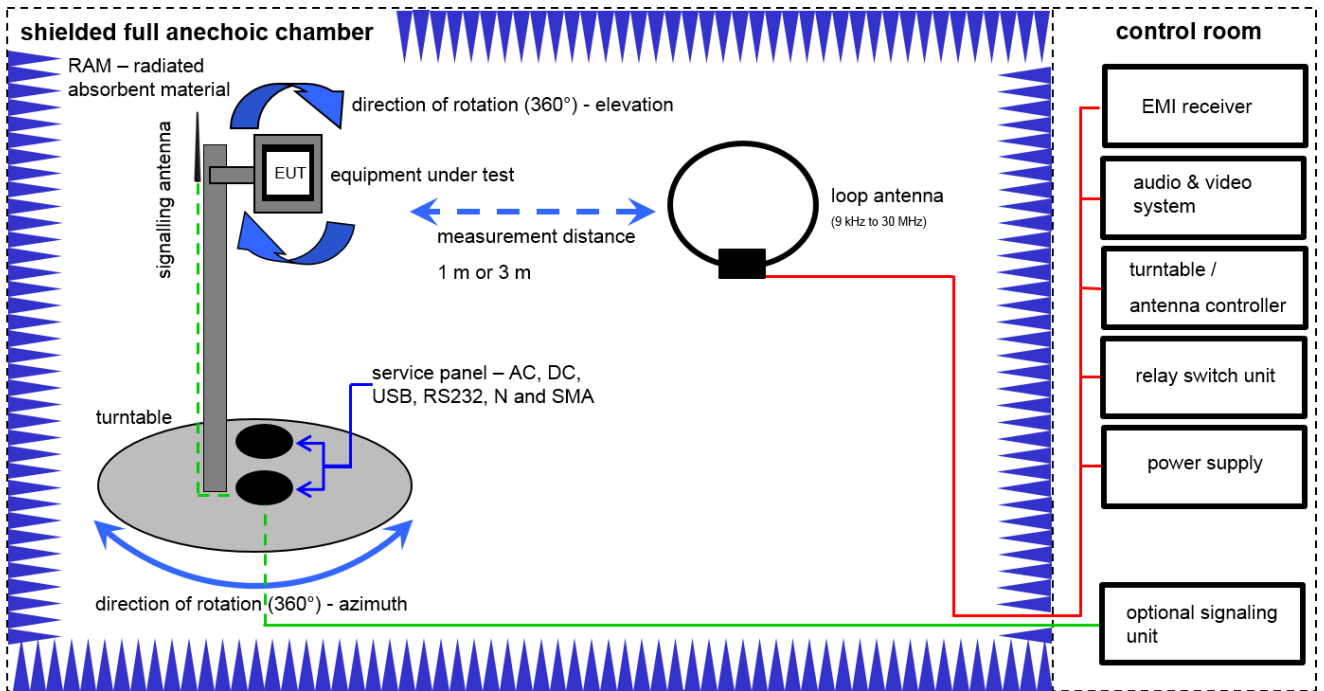 shielded full anechoic chamber
RAM – radiated
absorbent material
signalling antenna
direction of rotation (360°) - elevation
EUT
equipment under test
measurement distance
1 m or 3 m
loop antenna
(9 kHz to 30 MHz)
service panel – AC, DC,
USB, RS232, N and SMA
turntable
direction of rotation (360°) - azimuth
control room
EMI receiver
audio & video
system
turntable /
antenna controller
relay switch unit
power supply
optional signaling
unit